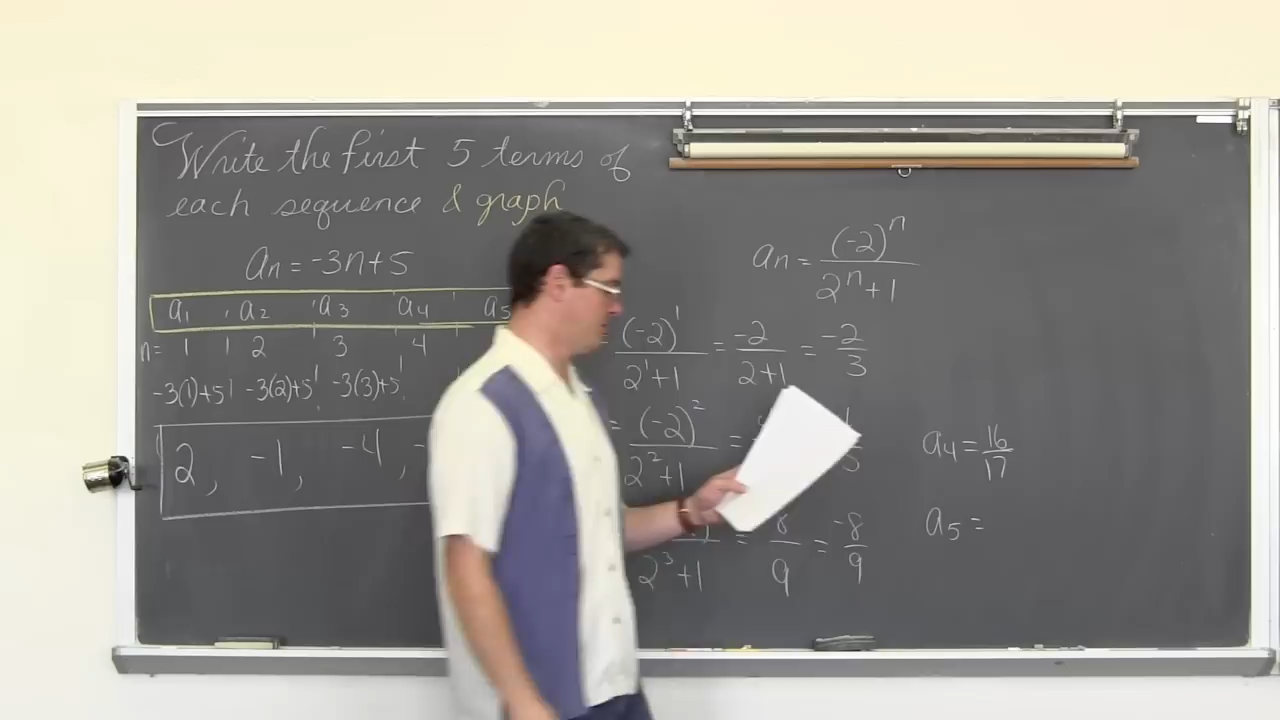 Write the first 5 terms of
each sequence & graph
an = -3n+5
a1 a2 a3 a4 a5
n = 1 2 3 4
-3(1)+5 -3(2)+5 -3(3)+5
2, -1, -4,
an = (-2)^n / 2^n + 1
= (-2)^1 / 2^1 + 1 = -2 / 2+1 = -2/3
= (-2)^2 / 2^2 + 1 =
2^3 + 1 = 8/9 = -8/9
a4 = 16/17
a5 =